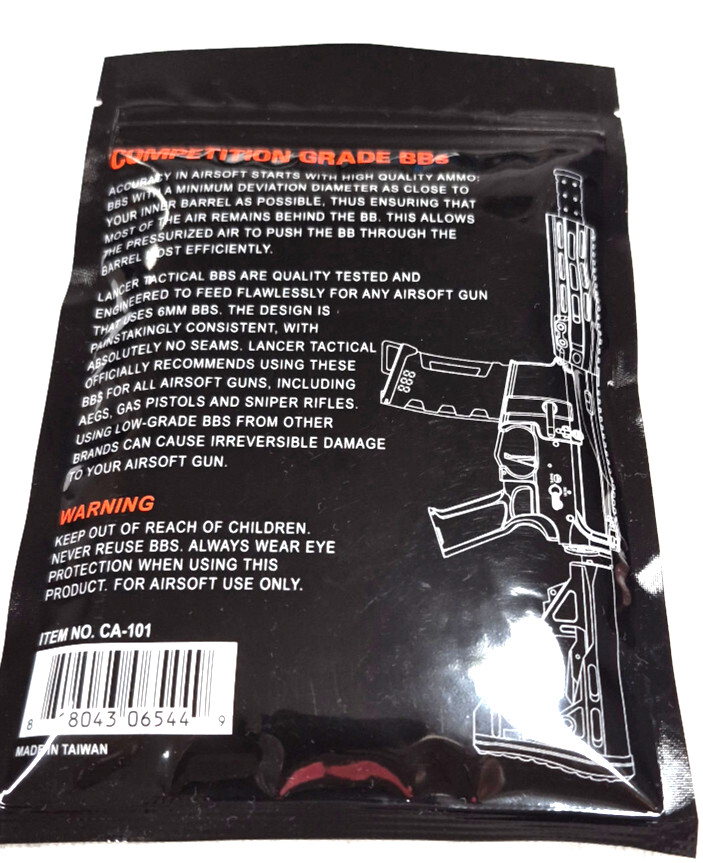 COMPETITION GRADE BBs
ACCURACY IN AIRSOFT STARTS WITH HIGH QUALITY AMMO:
BBS WITH A MINIMUM DEVIATION DIAMETER AS CLOSE TO
YOUR INNER BARREL AS POSSIBLE, THUS ENSURING THAT
MOST OF THE AIR REMAINS BEHIND THE BB. THIS ALLOWS
THE PRESSURIZED AIR TO PUSH THE BB THROUGH THE
BARREL MOST EFFICIENTLY.
LANCER TACTICAL BBS ARE QUALITY TESTED AND
ENGINEERED TO FEED FLAWLESSLY FOR ANY AIRSOFT GUN
THAT USES 6MM BBS. THE DESIGN IS
PAINSTAKINGLY CONSISTENT, WITH
ABSOLUTELY NO SEAMS. LANCER TACTICAL
OFFICIALLY RECOMMENDS USING THESE
BBS FOR ALL AIRSOFT GUNS, INCLUDING
AEGS, GAS PISTOLS AND SNIPER RIFLES.
USING LOW-GRADE BBS FROM OTHER
BRANDS CAN CAUSE IRREVERSIBLE DAMAGE
TO YOUR AIRSOFT GUN.
WARNING
KEEP OUT OF REACH OF CHILDREN.
NEVER REUSE BBS. ALWAYS WEAR EYE
PROTECTION WHEN USING THIS
PRODUCT. FOR AIRSOFT USE ONLY.
ITEM NO. CA-101
8 8043 06544 9
MADE IN TAIWAN